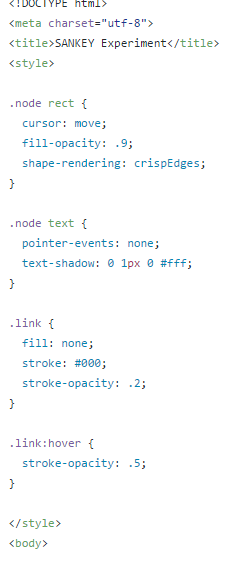 <!DOCTYPE html>
<meta charset="utf-8">
<title>SANKEY Experiment</title>
<style>
.node rect {
cursor: move;
fill-opacity: .9;
shape-rendering: crispEdges;
}
.node text {
pointer-events: none;
text-shadow: 0 1px 0 #fff;
}
.link {
fill: none;
stroke: #000;
stroke-opacity: .2;
}
.link:hover {
stroke-opacity: .5;
}
</style>
<body>